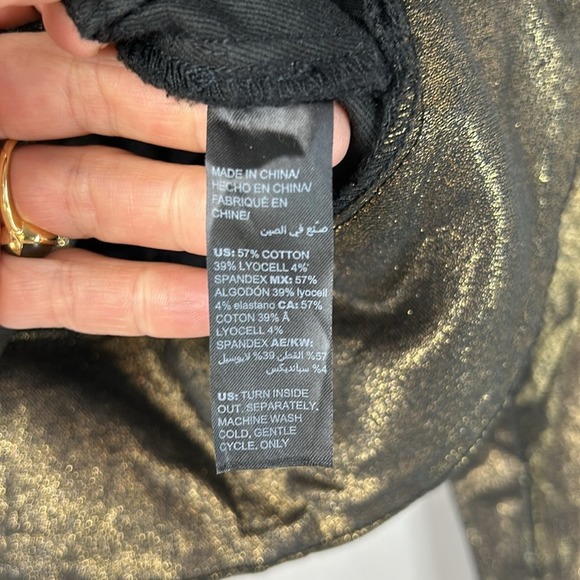 MADE IN CHINA/
HECHO EN CHINA/
FABRIQUÉ EN
CHINE/
صنع في الصين
US: 57% COTTON
39% LYOCELL 4%
SPANDEX MX: 57%
ALGODÓN 39% lyocell
4% elastano CA: 57%
COTON 39% Â
LYOCELL 4%
SPANDEX AE/KW:
57% القطن 39% لايوسيل
4% سباندكس
US: TURN INSIDE
OUT. SEPARATELY.
MACHINE WASH
COLD, GENTLE
CYCLE. ONLY